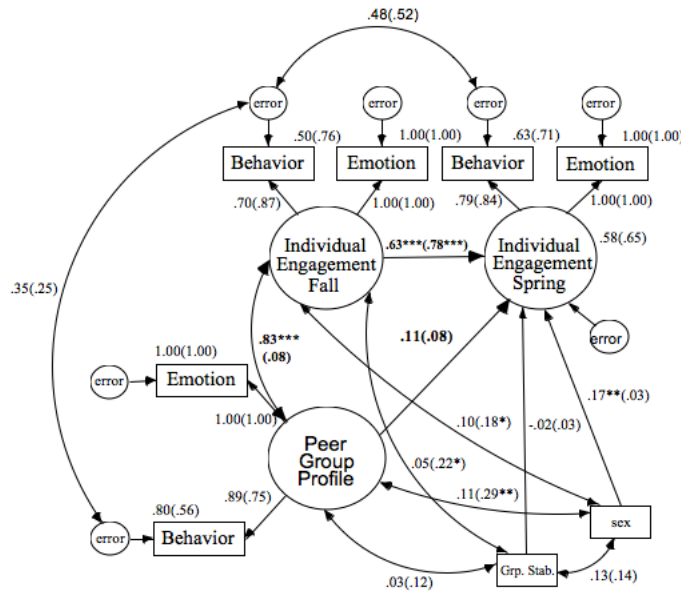 .48(.52)
error
error
error
error
.50(.76)
1.00(1.00)
.63(.71)
1.00(1.00)
Behavior
Emotion
Behavior
Emotion
.70(.87)
1.00(1.00)
.79(.84)
1.00(1.00)
Individual
Engagement
Fall
.63***(.78***)
Individual
Engagement
Spring
.58(.65)
.35(.25)
.83***
(.08)
.11(.08)
error
1.00(1.00)
error
Emotion
.17**(.03)
1.00(1.00)
.10(.18*)
-.02(.03)
Peer
Group
Profile
.05(.22*)
.89(.75)
.11(.29**)
.80(.56)
error
Behavior
sex
Grp. Stab.
.03(.12)
.13(.14)